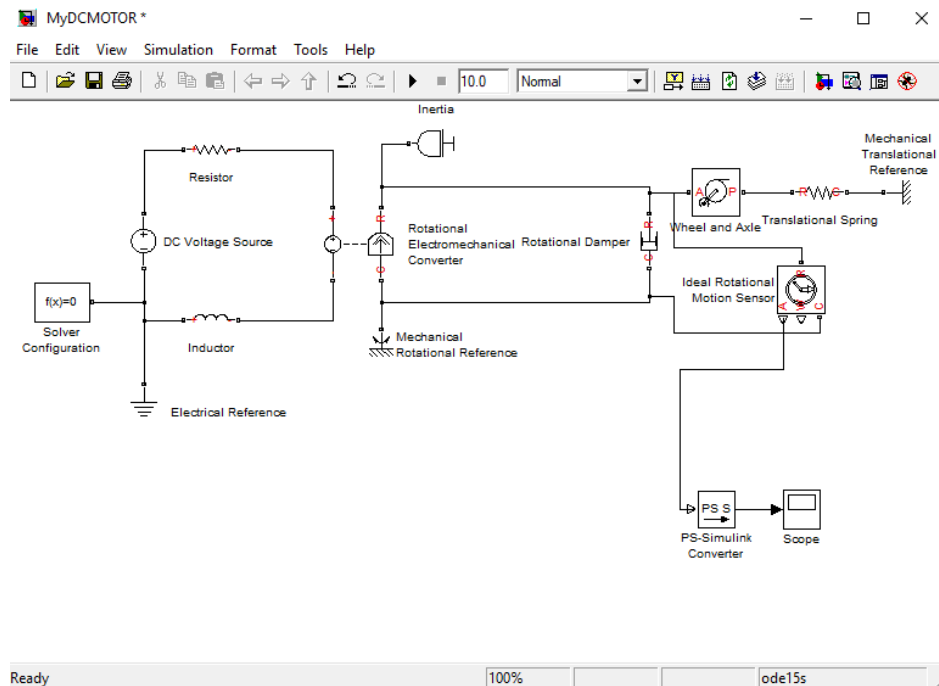 MyDCMOTOR *
File Edit View Simulation Format Tools Help
10.0 Normal
Inertia
Resistor
DC Voltage Source
f(x)=0
Solver
Configuration
Inductor
Electrical Reference
R
C
Rotational
Electromechanical
Converter
Mechanical
Rotational Reference
Rotational Damper
R
C
A P
Wheel and Axle
R C
Translational Spring
Mechanical
Translational
Reference
Ideal Rotational
Motion Sensor
R
A W C
PS S
PS-Simulink
Converter
Scope
Ready 100% ode15s